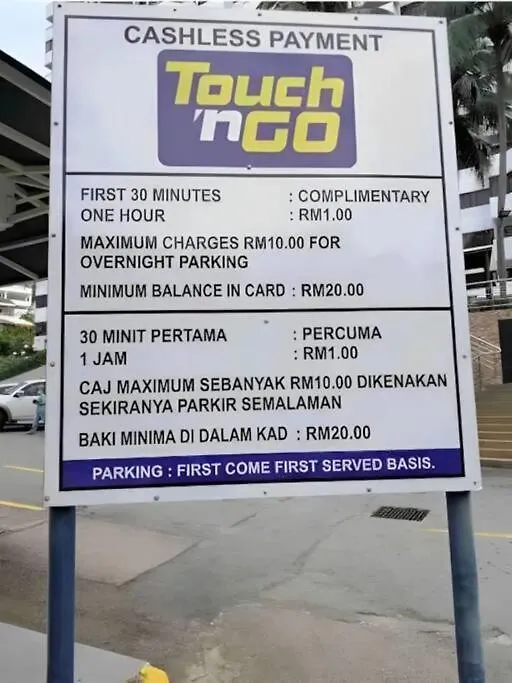 CASHLESS PAYMENT
Touch
'nGO
FIRST 30 MINUTES : COMPLIMENTARY
ONE HOUR : RM1.00
MAXIMUM CHARGES RM10.00 FOR
OVERNIGHT PARKING
MINIMUM BALANCE IN CARD : RM20.00
30 MINIT PERTAMA : PERCUMA
1 JAM : RM1.00
CAJ MAXIMUM SEBANYAK RM10.00 DIKENAKAN
SEKIRANYA PARKIR SEMALAMAN
BAKI MINIMA DI DALAM KAD : RM20.00
PARKING : FIRST COME FIRST SERVED BASIS.